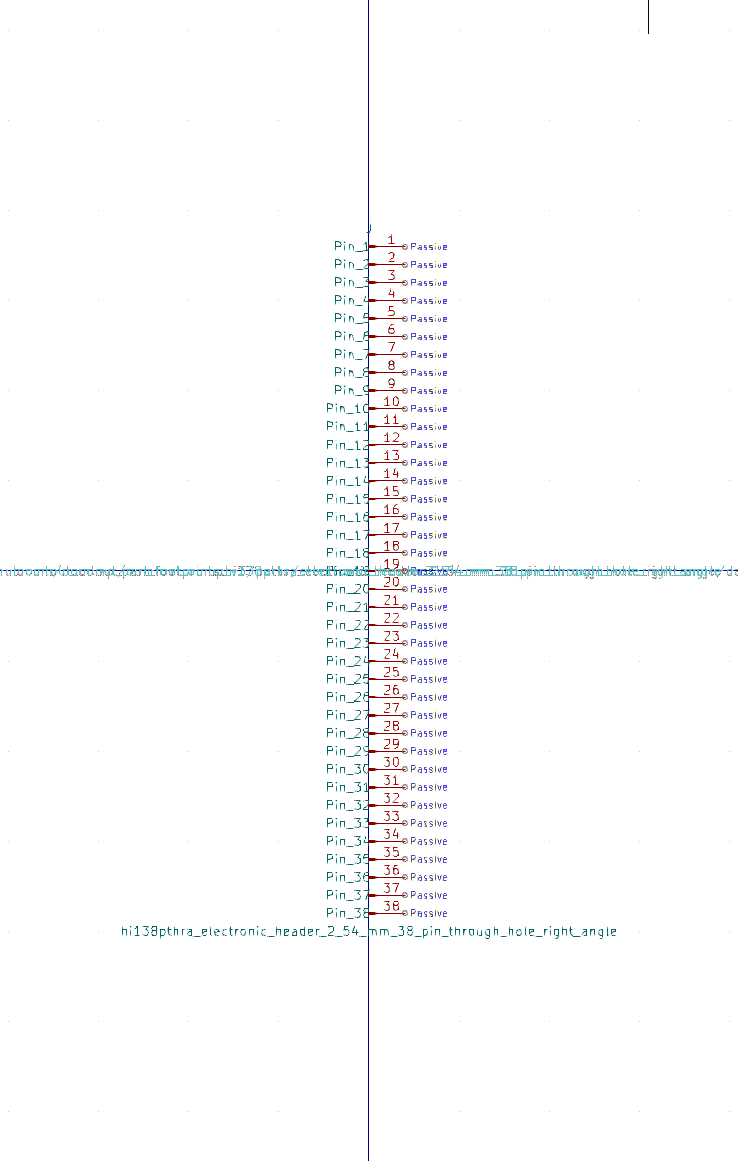 J
Pin_1 1 Passive
Pin_2 2 Passive
Pin_3 3 Passive
Pin_4 4 Passive
Pin_5 5 Passive
Pin_6 6 Passive
Pin_7 7 Passive
Pin_8 8 Passive
Pin_9 9 Passive
Pin_10 10 Passive
Pin_11 11 Passive
Pin_12 12 Passive
Pin_13 13 Passive
Pin_14 14 Passive
Pin_15 15 Passive
Pin_16 16 Passive
Pin_17 17 Passive
Pin_18 18 Passive
19
Pin_20 20 Passive
Pin_21 21 Passive
Pin_22 22 Passive
Pin_23 23 Passive
Pin_24 24 Passive
Pin_25 25 Passive
Pin_26 26 Passive
Pin_27 27 Passive
Pin_28 28 Passive
Pin_29 29 Passive
Pin_30 30 Passive
Pin_31 31 Passive
Pin_32 32 Passive
Pin_33 33 Passive
Pin_34 34 Passive
Pin_35 35 Passive
Pin_36 36 Passive
Pin_37 37 Passive
Pin_38 38 Passive
hi138pthra_electronic_header_2_54_mm_38_pin_through_hole_right_angle